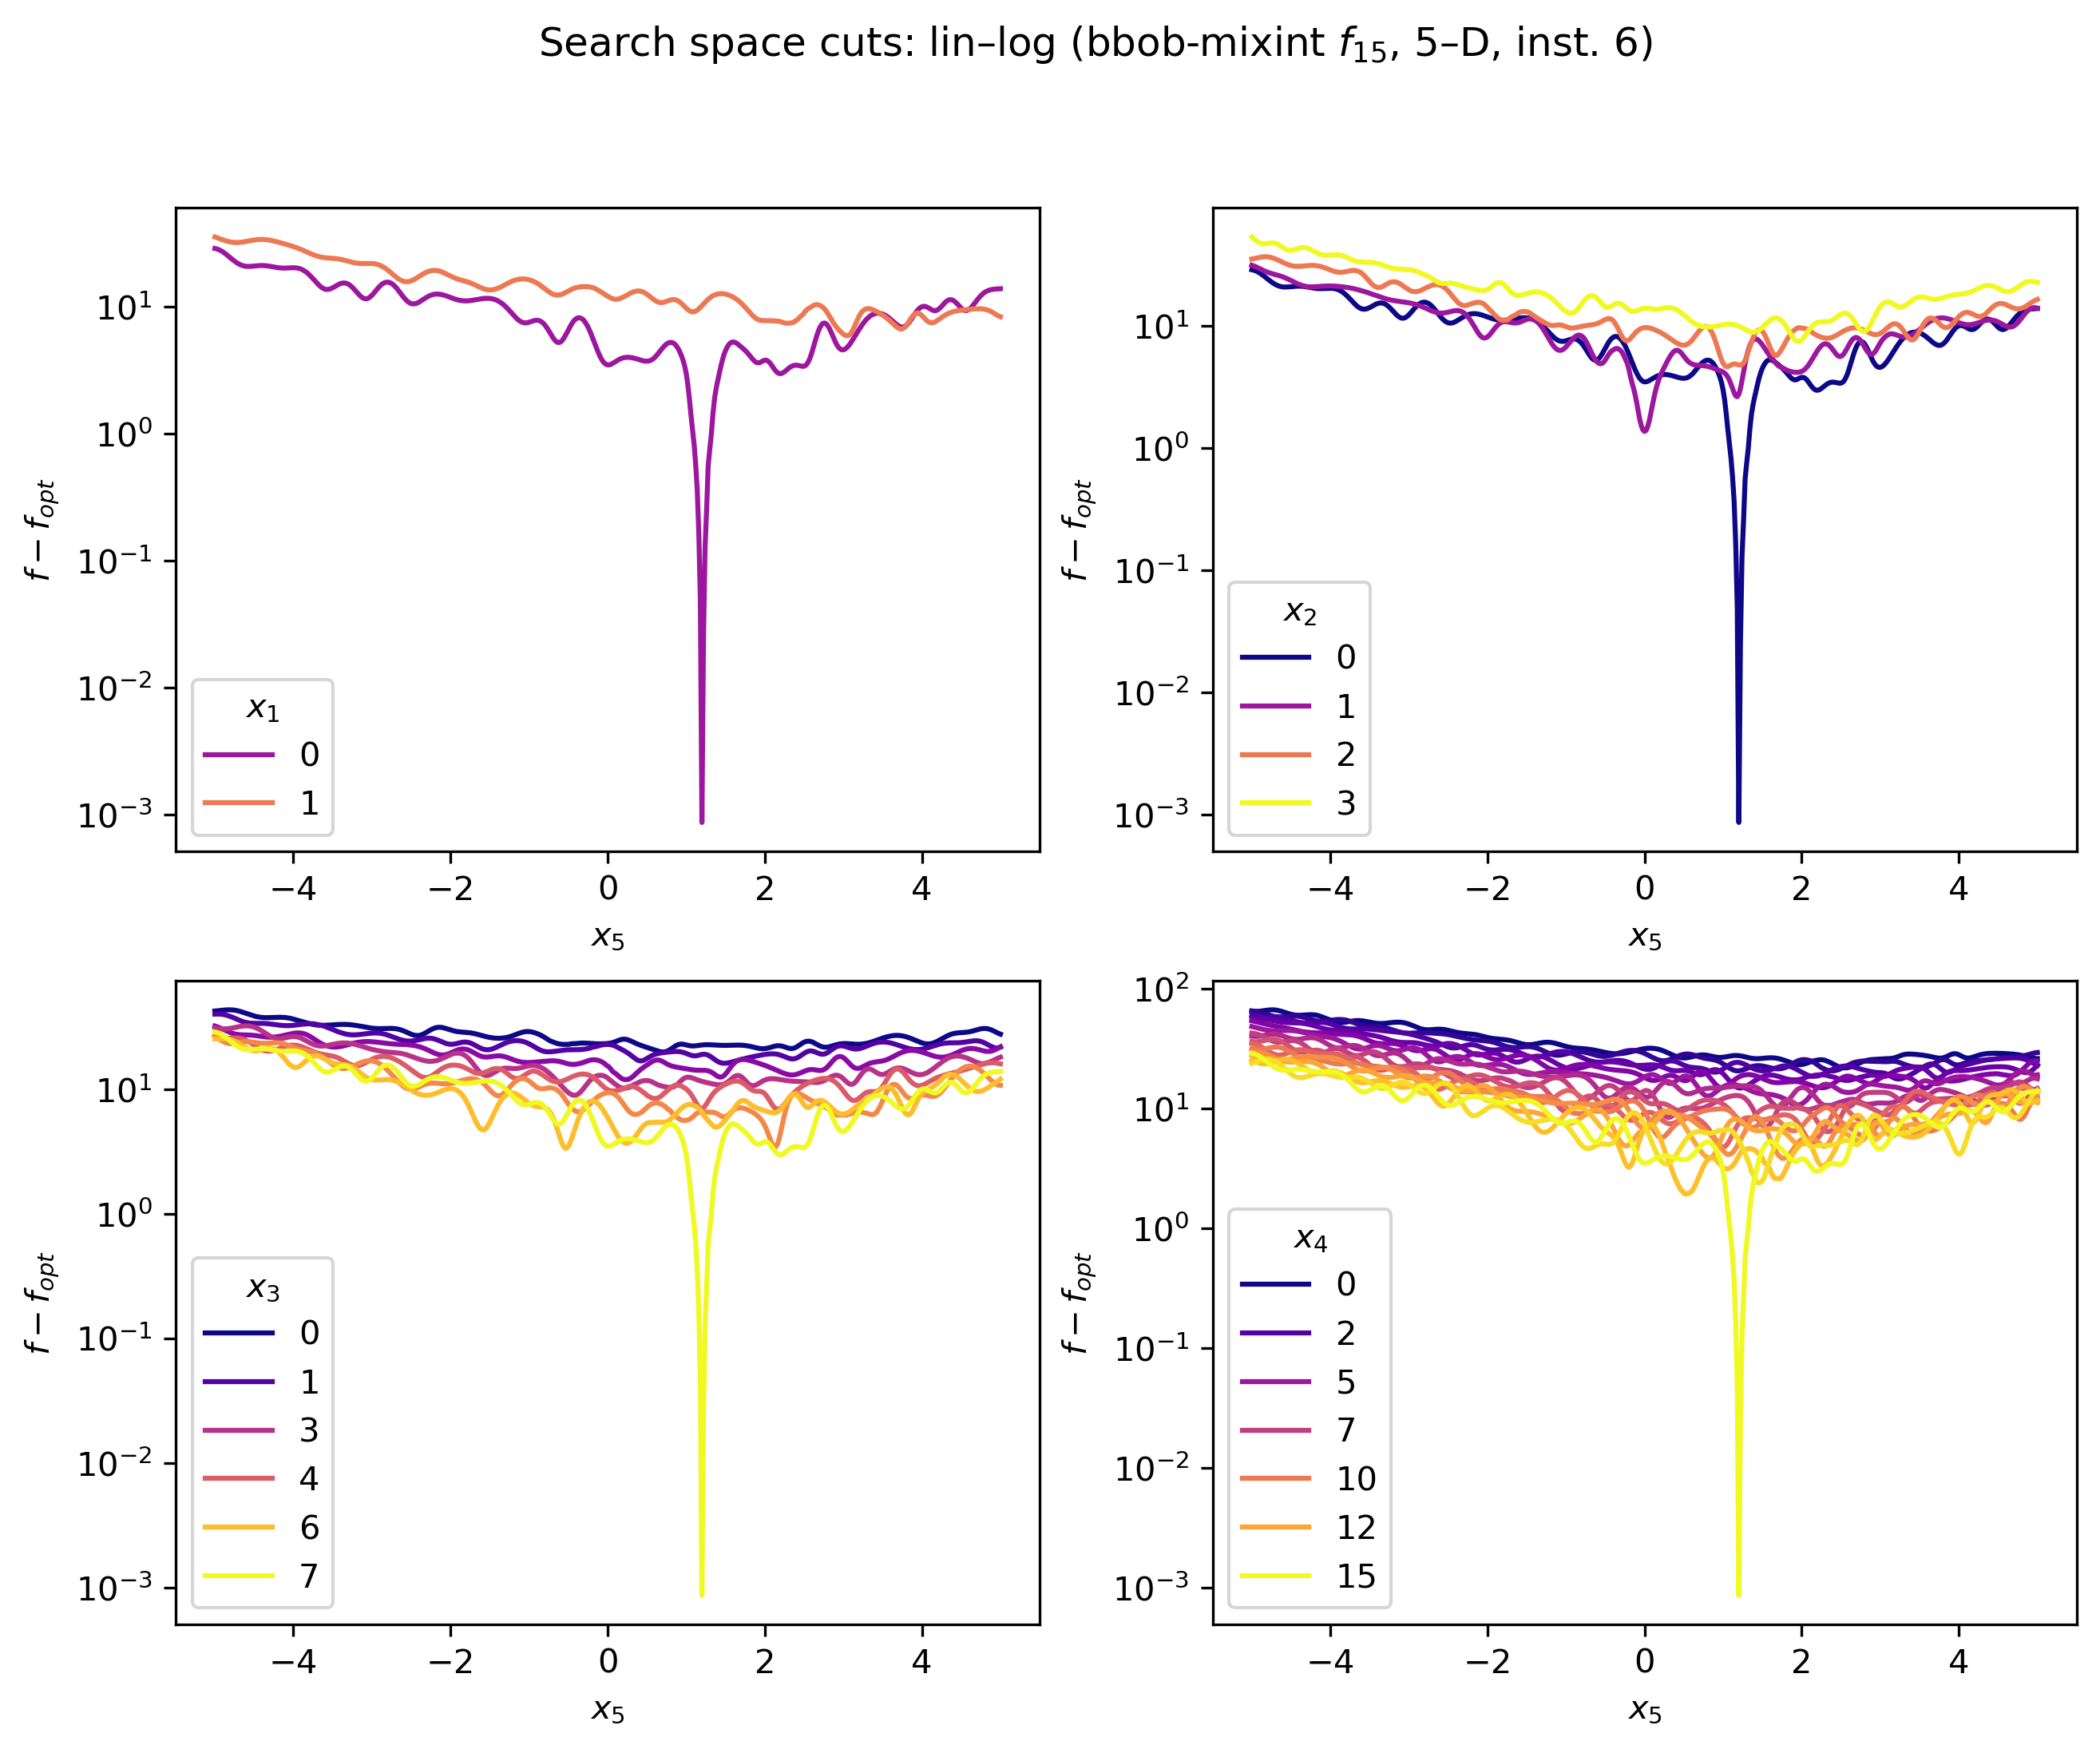 Search space cuts: lin–log (bbob-mixint f₁₅, 5–D, inst. 6)
10¹
10⁰
10⁻¹
10⁻²
10⁻³
f − f_opt
x₁
0
1
−4 −2 0 2 4
x₅
10¹
10⁰
10⁻¹
10⁻²
10⁻³
f − f_opt
x₂
0
1
2
3
−4 −2 0 2 4
x₅
10¹
10⁰
10⁻¹
10⁻²
10⁻³
f − f_opt
x₃
0
1
3
4
6
7
−4 −2 0 2 4
x₅
10²
10¹
10⁰
10⁻¹
10⁻²
10⁻³
f − f_opt
x₄
0
2
5
7
10
12
15
−4 −2 0 2 4
x₅